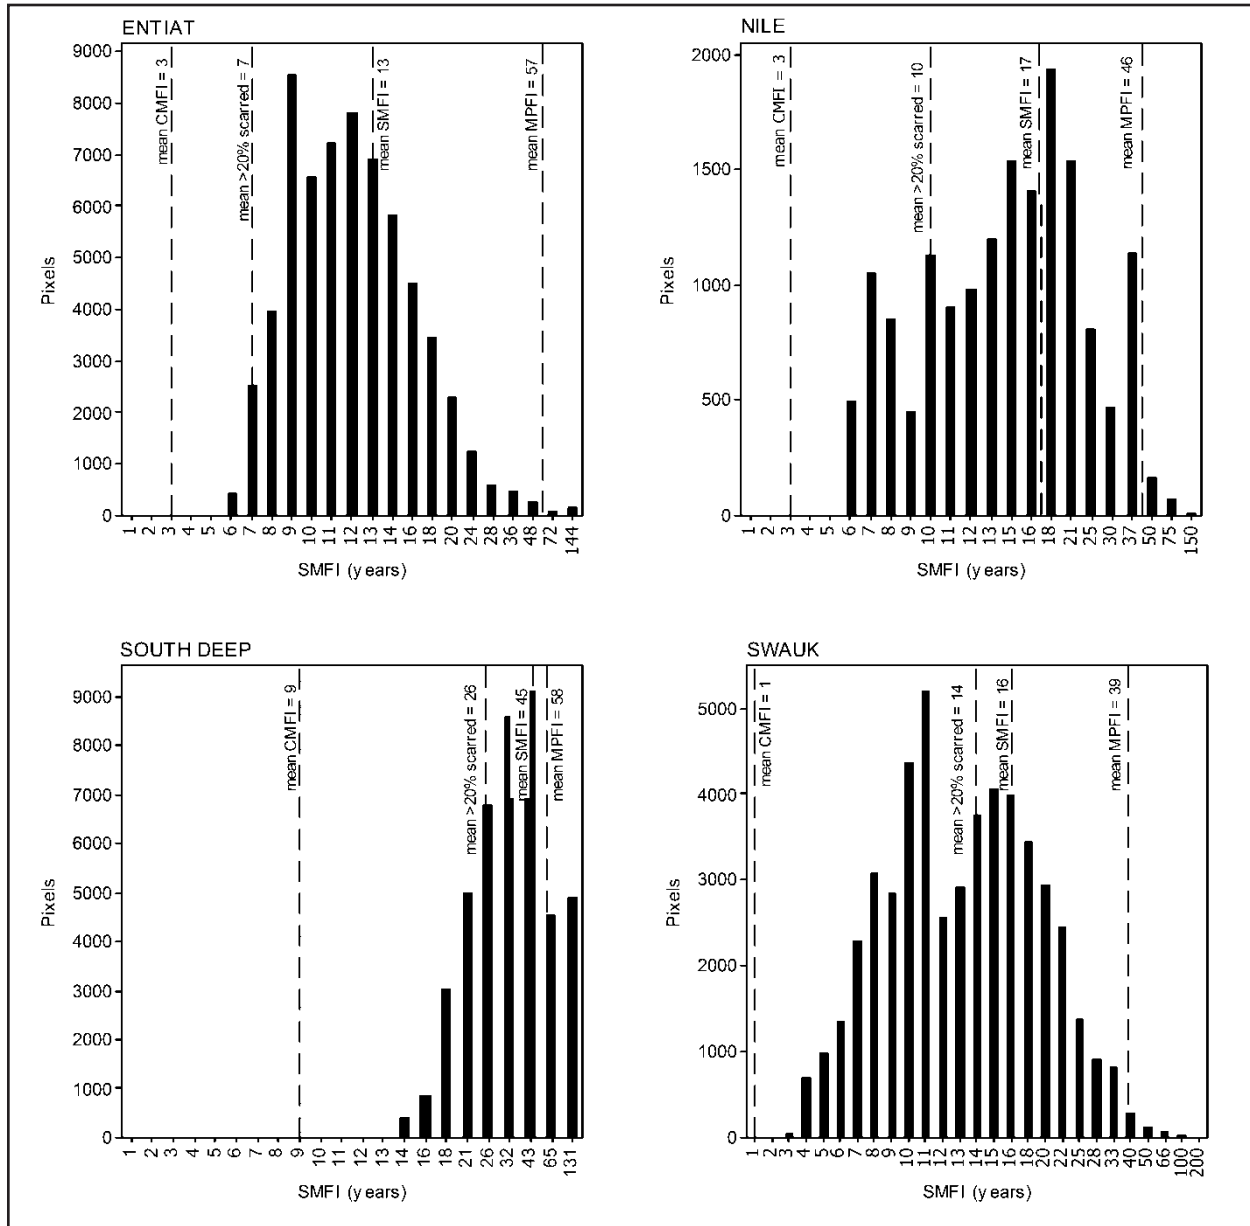 ENTIAT
9000
8000
7000
6000
5000
4000
3000
2000
1000
0
Pixels
mean CMFI = 3
mean >20% scarred = 7
mean SMFI = 13
mean MPFI = 57
1 2 3 4 5 6 7 8 9 10 11 12 13 14 16 18 20 24 28 36 48 72 144
SMFI (years)
NILE
2000
1500
1000
500
0
Pixels
mean CMFI = 3
mean >20% scarred = 10
mean SMFI = 17
mean MPFI = 46
1 2 3 4 5 6 7 8 9 10 11 12 13 15 16 18 21 25 30 37 50 75 150
SMFI (years)
SOUTH DEEP
9000
8000
7000
6000
5000
4000
3000
2000
1000
0
Pixels
mean CMFI = 9
mean >20% scarred = 26
mean SMFI = 45
mean MPFI = 58
1 2 3 4 5 6 7 8 9 10 11 12 13 14 16 18 21 26 32 43 65 131
SMFI (years)
SWAUK
5000
4000
3000
2000
1000
0
Pixels
mean CMFI = 1
mean >20% scarred = 14
mean SMFI = 16
mean MPFI = 39
1 3 4 5 6 7 8 9 10 11 12 13 14 15 16 18 20 22 25 28 33 40 50 66 100 200
SMFI (years)